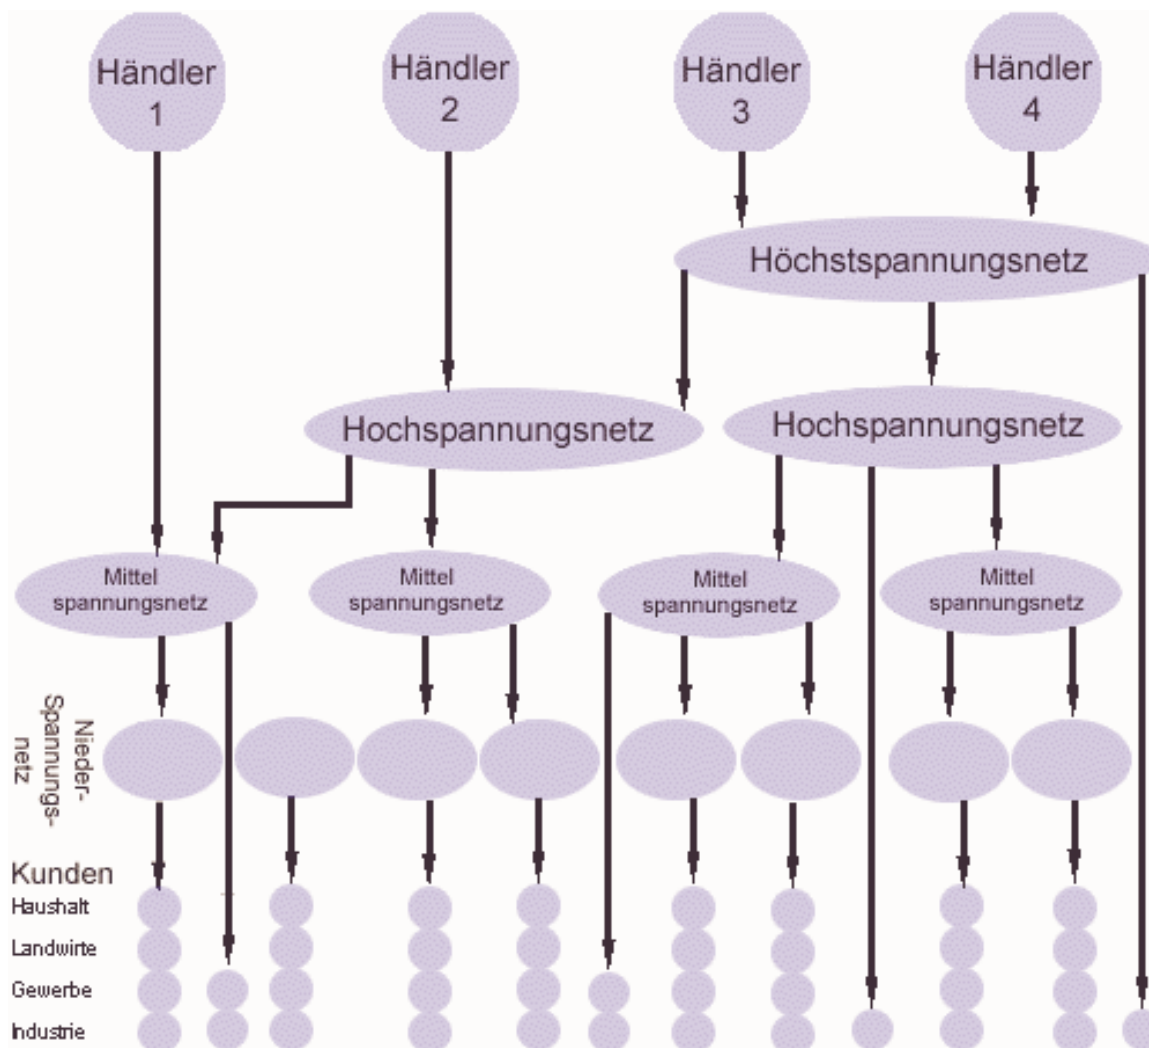 Händler
1
Händler
2
Händler
3
Händler
4
Höchstspannungsnetz
Hochspannungsnetz
Hochspannungsnetz
Mittel
spannungsnetz
Mittel
spannungsnetz
Mittel
spannungsnetz
Mittel
spannungsnetz
Nieder-
Spannungs-
netz
Kunden
Haushalt
Landwirte
Gewerbe
Industrie